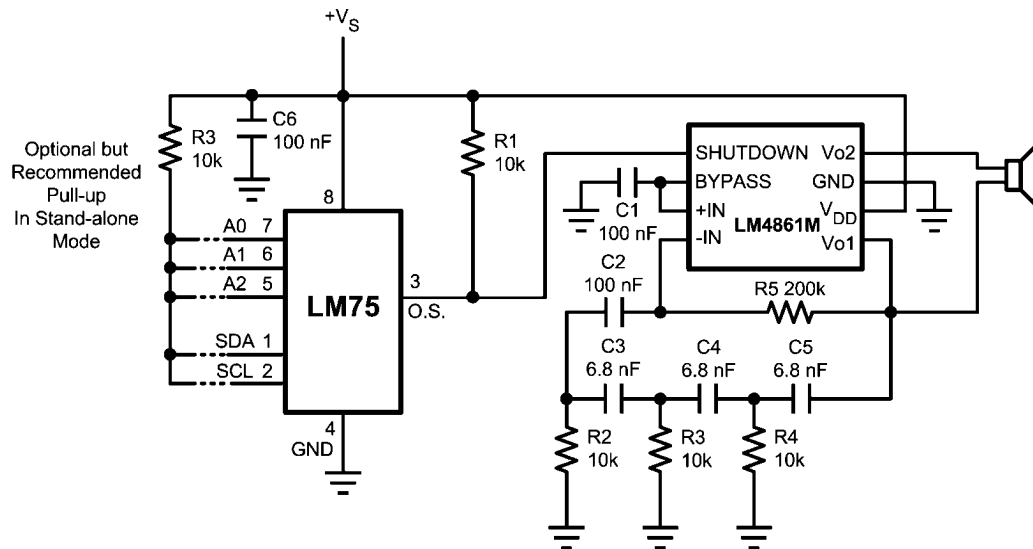 +VS
R3
10k
C6
100 nF
R1
10k
Optional but
Recommended
Pull-up
In Stand-alone
Mode
8
A0 7
A1 6
A2 5
SDA 1
SCL 2
LM75
3
O.S.
4
GND
SHUTDOWN
BYPASS
+IN
-IN
Vo2
GND
VDD
Vo1
LM4861M
C1
100 nF
C2
100 nF
R5 200k
C3
6.8 nF
C4
6.8 nF
C5
6.8 nF
R2
10k
R3
10k
R4
10k